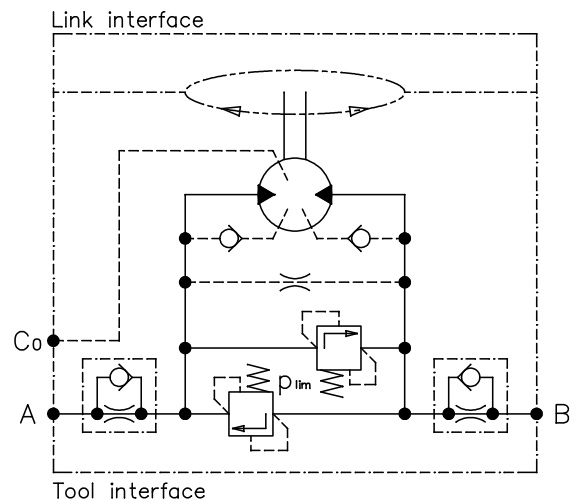 Link interface
Co
p lim
A
B
Tool interface